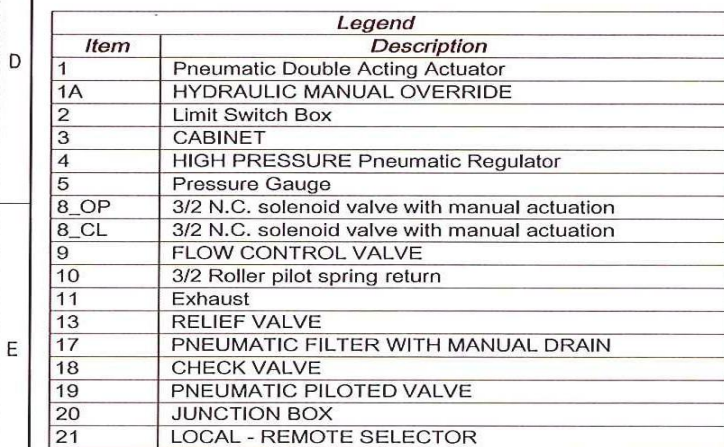 Legend
Item Description
D
1 Pneumatic Double Acting Actuator
1A HYDRAULIC MANUAL OVERRIDE
2 Limit Switch Box
3 CABINET
4 HIGH PRESSURE Pneumatic Regulator
5 Pressure Gauge
8_OP 3/2 N.C. solenoid valve with manual actuation
8_CL 3/2 N.C. solenoid valve with manual actuation
9 FLOW CONTROL VALVE
10 3/2 Roller pilot spring return
11 Exhaust
13 RELIEF VALVE
E
17 PNEUMATIC FILTER WITH MANUAL DRAIN
18 CHECK VALVE
19 PNEUMATIC PILOTED VALVE
20 JUNCTION BOX
21 LOCAL - REMOTE SELECTOR